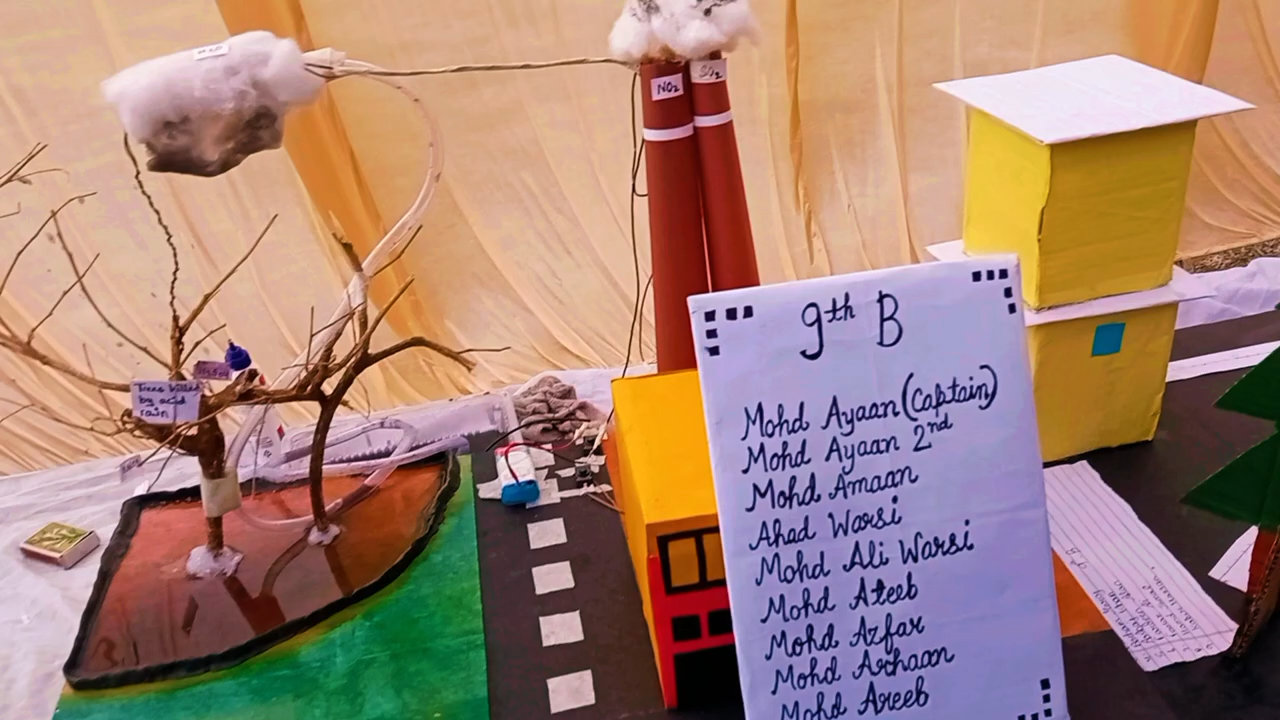 NO₂
SO₂
Trees killed
by acid
rain
9th B
Mohd Ayaan (Captain)
Mohd Ayaan 2nd
Mohd Amaan
Ahad Warsi
Mohd Ali Warsi
Mohd Ateeb
Mohd Azfar
Mohd Arhaan
Mohd Areeb